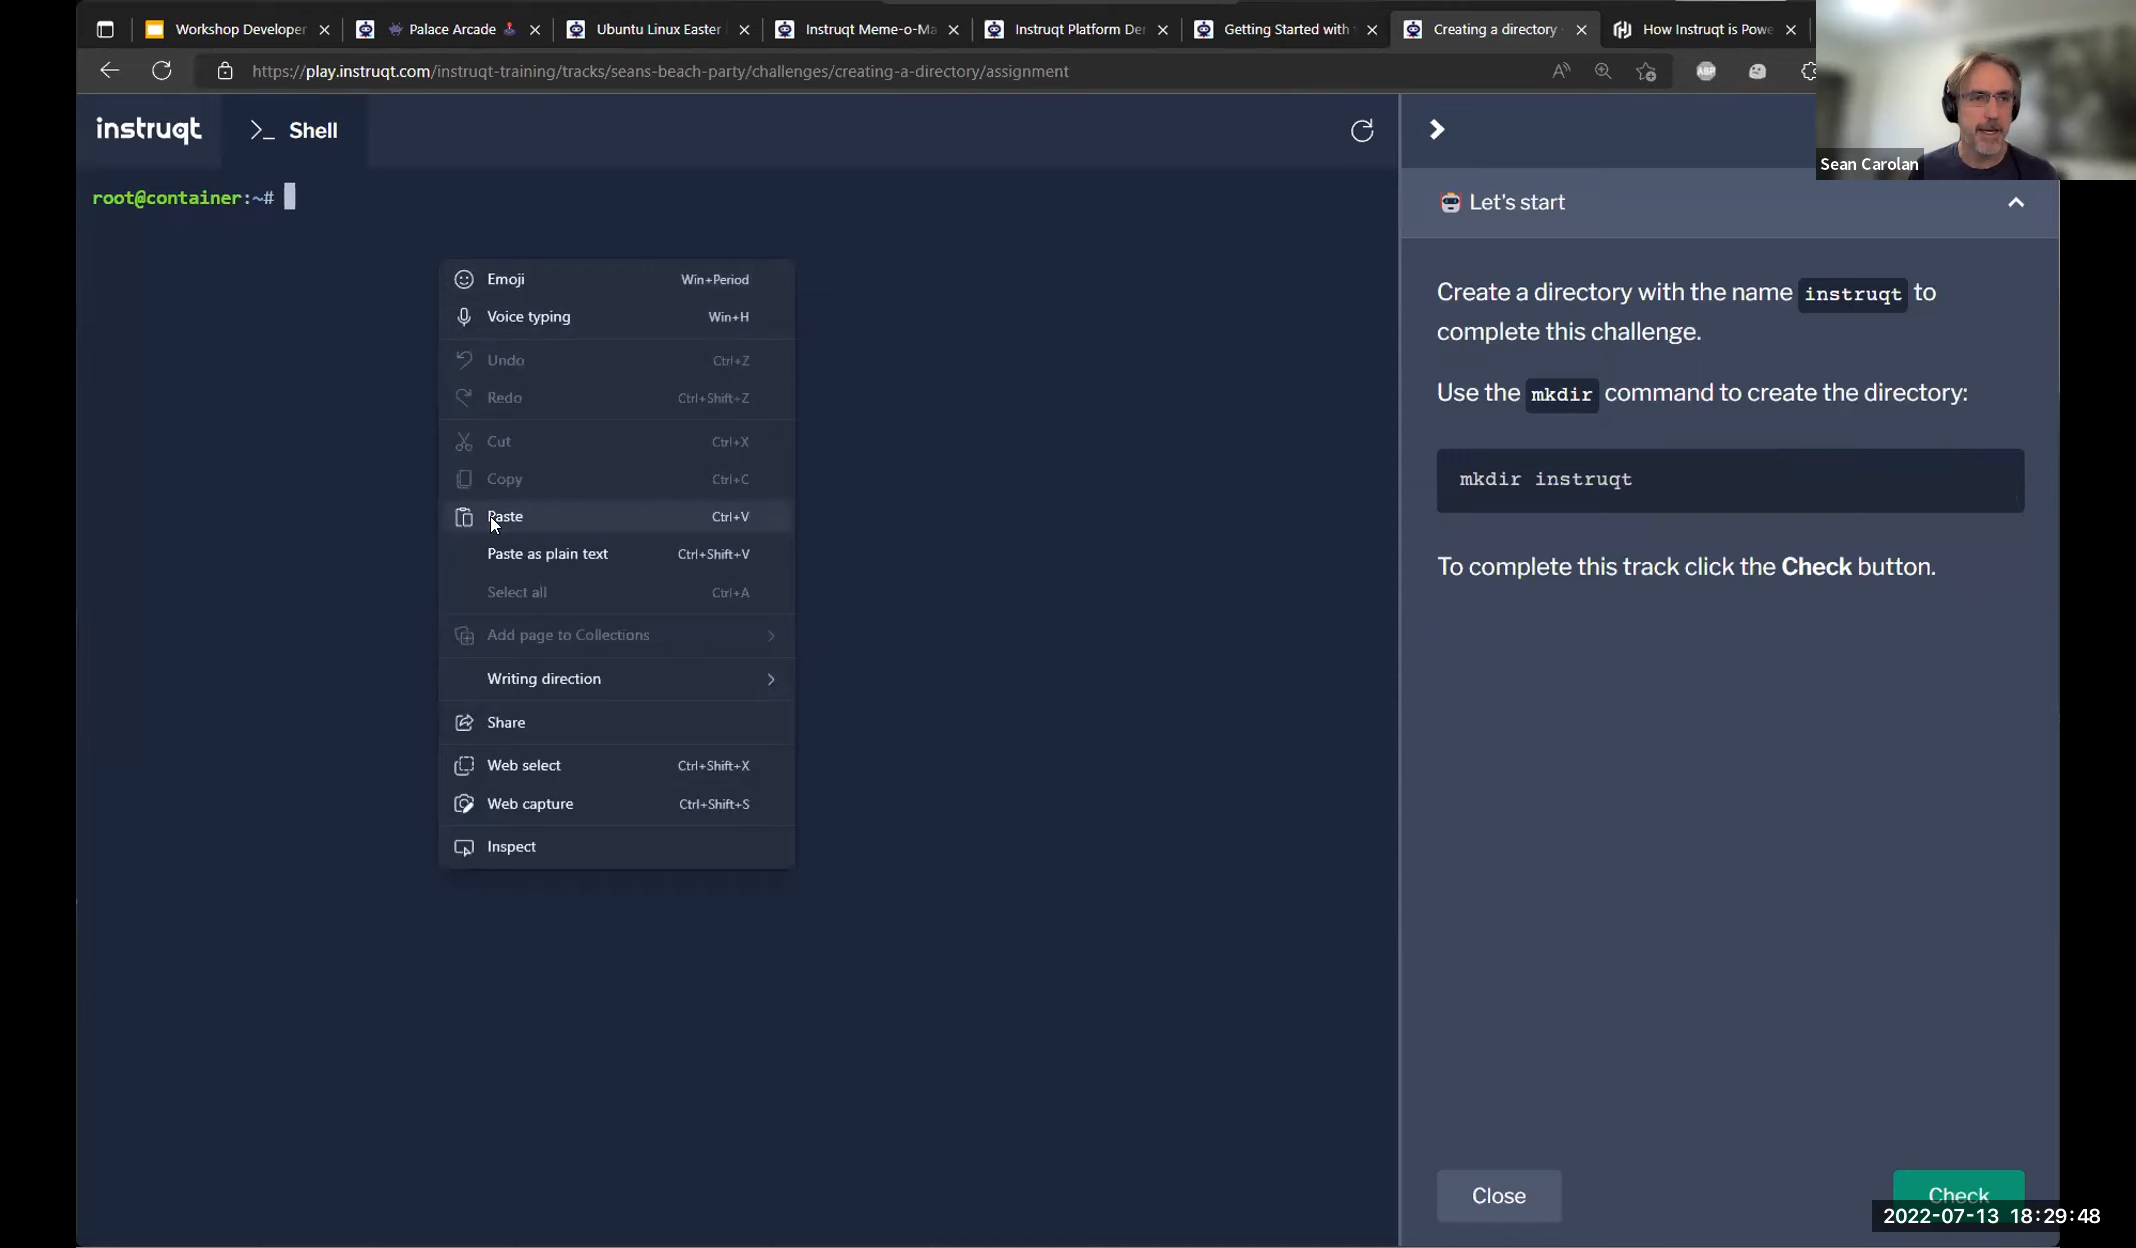 Workshop Developer
Palace Arcade
Ubuntu Linux Easter
Instruqt Meme-o-Ma
Instruqt Platform De
Getting Started with
Creating a directory
How Instruqt is Powe
https://play.instruqt.com/instruqt-training/tracks/seans-beach-party/challenges/creating-a-directory/assignment
instruqt
>_ Shell
Sean Carolan
root@container:~#
Emoji Win+Period
Voice typing Win+H
Undo Ctrl+Z
Redo Ctrl+Shift+Z
Cut Ctrl+X
Copy Ctrl+C
Paste Ctrl+V
Paste as plain text Ctrl+Shift+V
Select all Ctrl+A
Add page to Collections
Writing direction
Share
Web select Ctrl+Shift+X
Web capture Ctrl+Shift+S
Inspect
Let's start
Create a directory with the name instruqt to
complete this challenge.
Use the mkdir command to create the directory:
mkdir instruqt
To complete this track click the Check button.
Close
Check
2022-07-13 18:29:48